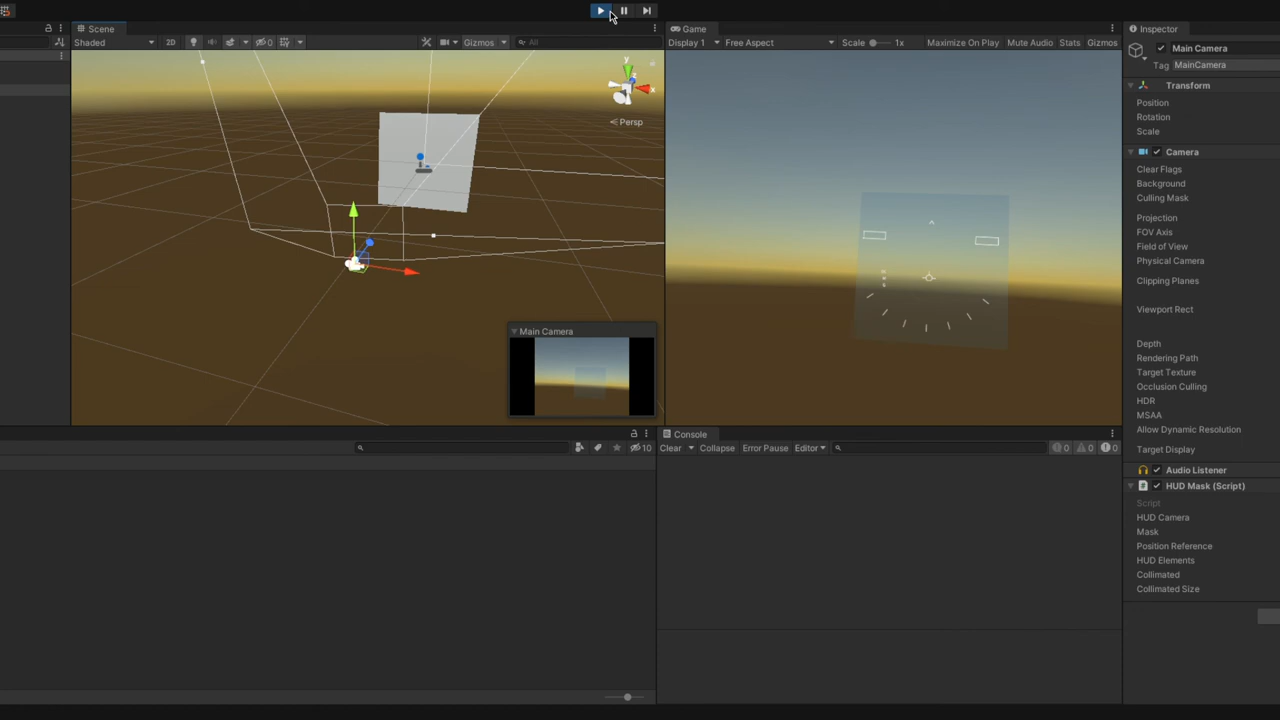 Scene
Game
Inspector
Shaded
2D
0
Gizmos
All
Display 1
Free Aspect
Scale
1x
Maximize On Play
Mute Audio
Stats
Gizmos
Main Camera
Tag
MainCamera
Transform
Position
Rotation
Scale
Camera
Clear Flags
Background
Culling Mask
Projection
FOV Axis
Field of View
Physical Camera
Clipping Planes
Viewport Rect
Depth
Rendering Path
Target Texture
Occlusion Culling
HDR
MSAA
Allow Dynamic Resolution
Target Display
Audio Listener
HUD Mask (Script)
Script
HUD Camera
Mask
Position Reference
HUD Elements
Collimated
Collimated Size
y
x
Persp
Main Camera
10
Console
Clear
Collapse
Error Pause
Editor
0
0
0